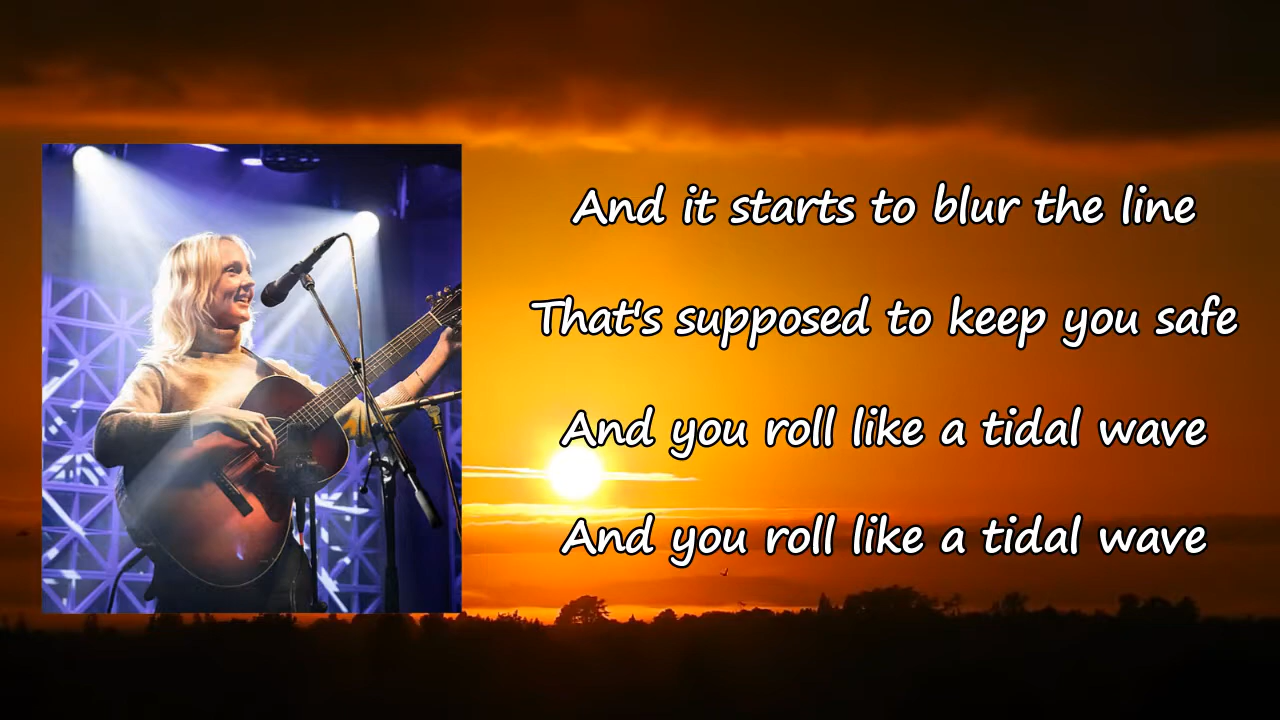 And it starts to blur the line
That's supposed to keep you safe
And you roll like a tidal wave
And you roll like a tidal wave